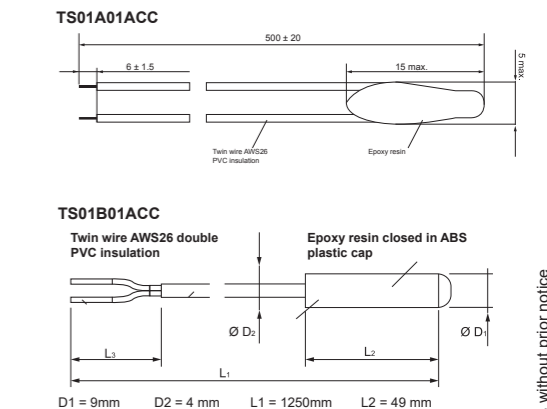 TS01A01ACC
500 ± 20
6 ± 1.5
15 max.
5 max.
Twin wire AWS26
PVC insulation
Epoxy resin
TS01B01ACC
Twin wire AWS26 double
PVC insulation
Epoxy resin closed in ABS
plastic cap
Ø D2
Ø D1
L3
L2
L1
D1 = 9mm D2 = 4 mm L1 = 1250mm L2 = 49 mm
without prior notice